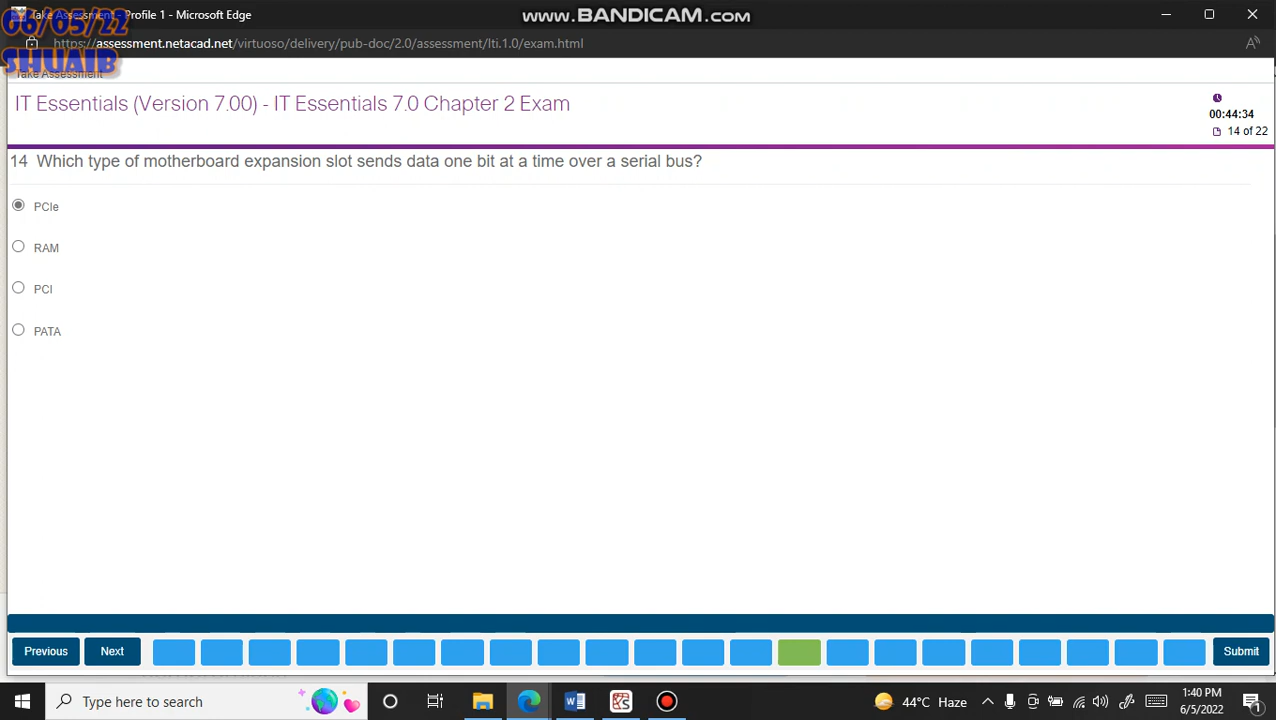 06/05/22
SHUAIB
Take Assessment - Profile 1 - Microsoft Edge
www.BANDICAM.com
https://assessment.netacad.net/virtuoso/delivery/pub-doc/2.0/assessment/lti.1.0/exam.html
Take Assessment
IT Essentials (Version 7.00) - IT Essentials 7.0 Chapter 2 Exam
00:44:34
14 of 22
14 Which type of motherboard expansion slot sends data one bit at a time over a serial bus?
PCIe
RAM
PCI
PATA
Previous
Next
Submit
Type here to search
44°C Haze
1:40 PM
6/5/2022
1